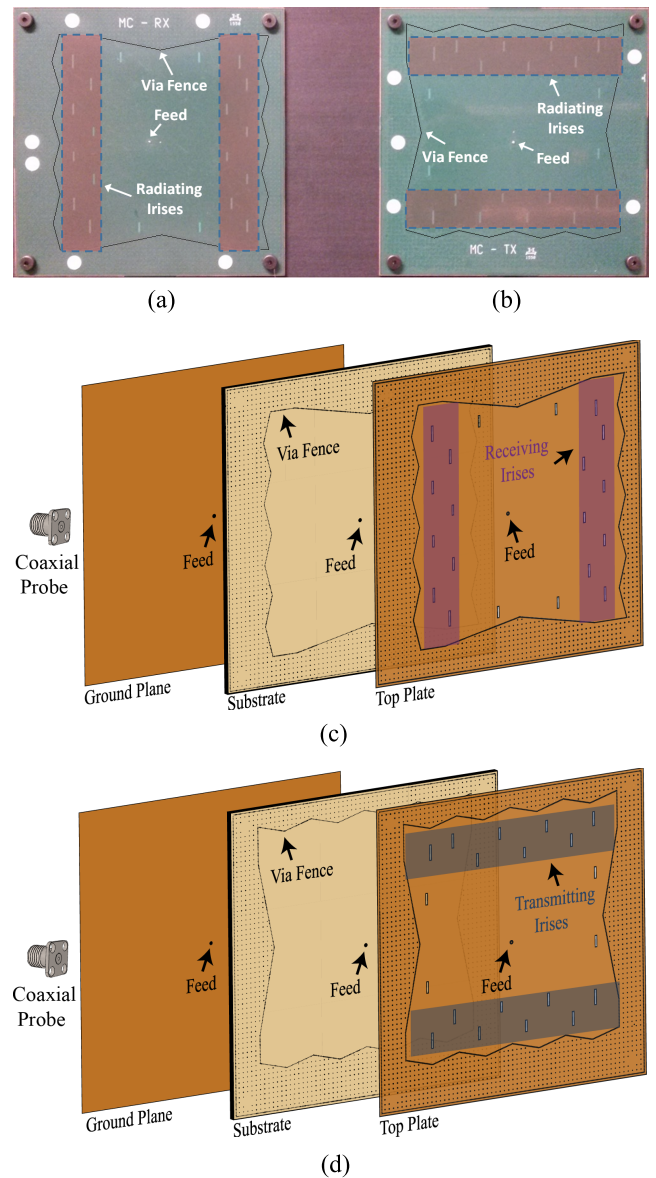 MC - RX
Via Fence
Feed
Radiating
Irises
Radiating
Irises
Via Fence
Feed
MC - TX
(a)
(b)
Via Fence
Receiving
Irises
Feed
Feed
Feed
Coaxial
Probe
Ground Plane
Substrate
Top Plate
(c)
Via Fence
Transmitting
Irises
Feed
Feed
Feed
Coaxial
Probe
Ground Plane
Substrate
Top Plate
(d)